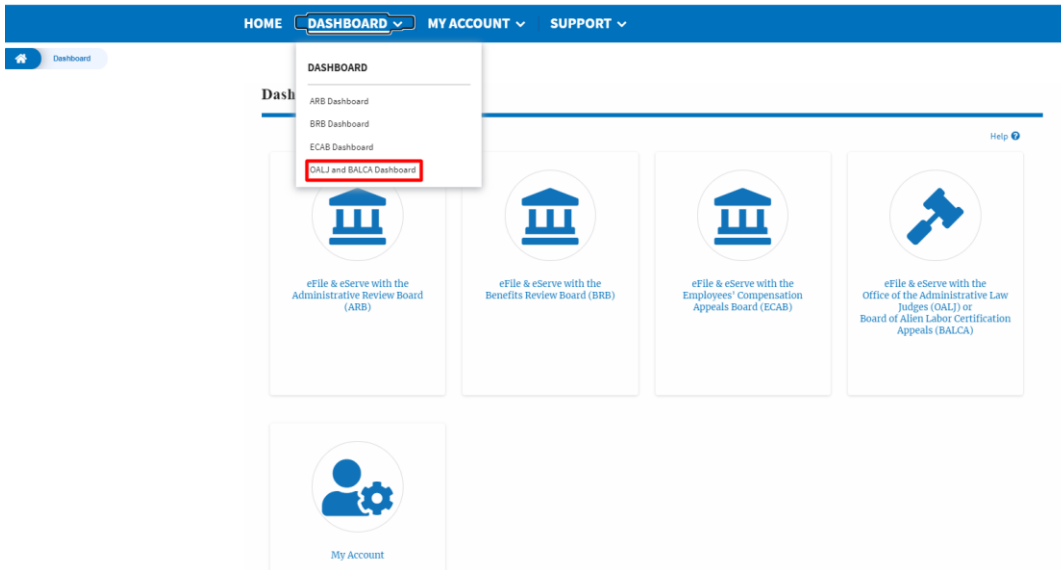 HOME DASHBOARD MY ACCOUNT SUPPORT
Dashboard
DASHBOARD
ARB Dashboard
BRB Dashboard
ECAB Dashboard
OALJ and BALCA Dashboard
Dash
Help
eFile & eServe with the
Administrative Review Board
(ARB)
eFile & eServe with the
Benefits Review Board (BRB)
eFile & eServe with the
Employees' Compensation
Appeals Board (ECAB)
eFile & eServe with the
Office of the Administrative Law
Judges (OALJ) or
Board of Alien Labor Certification
Appeals (BALCA)
My Account